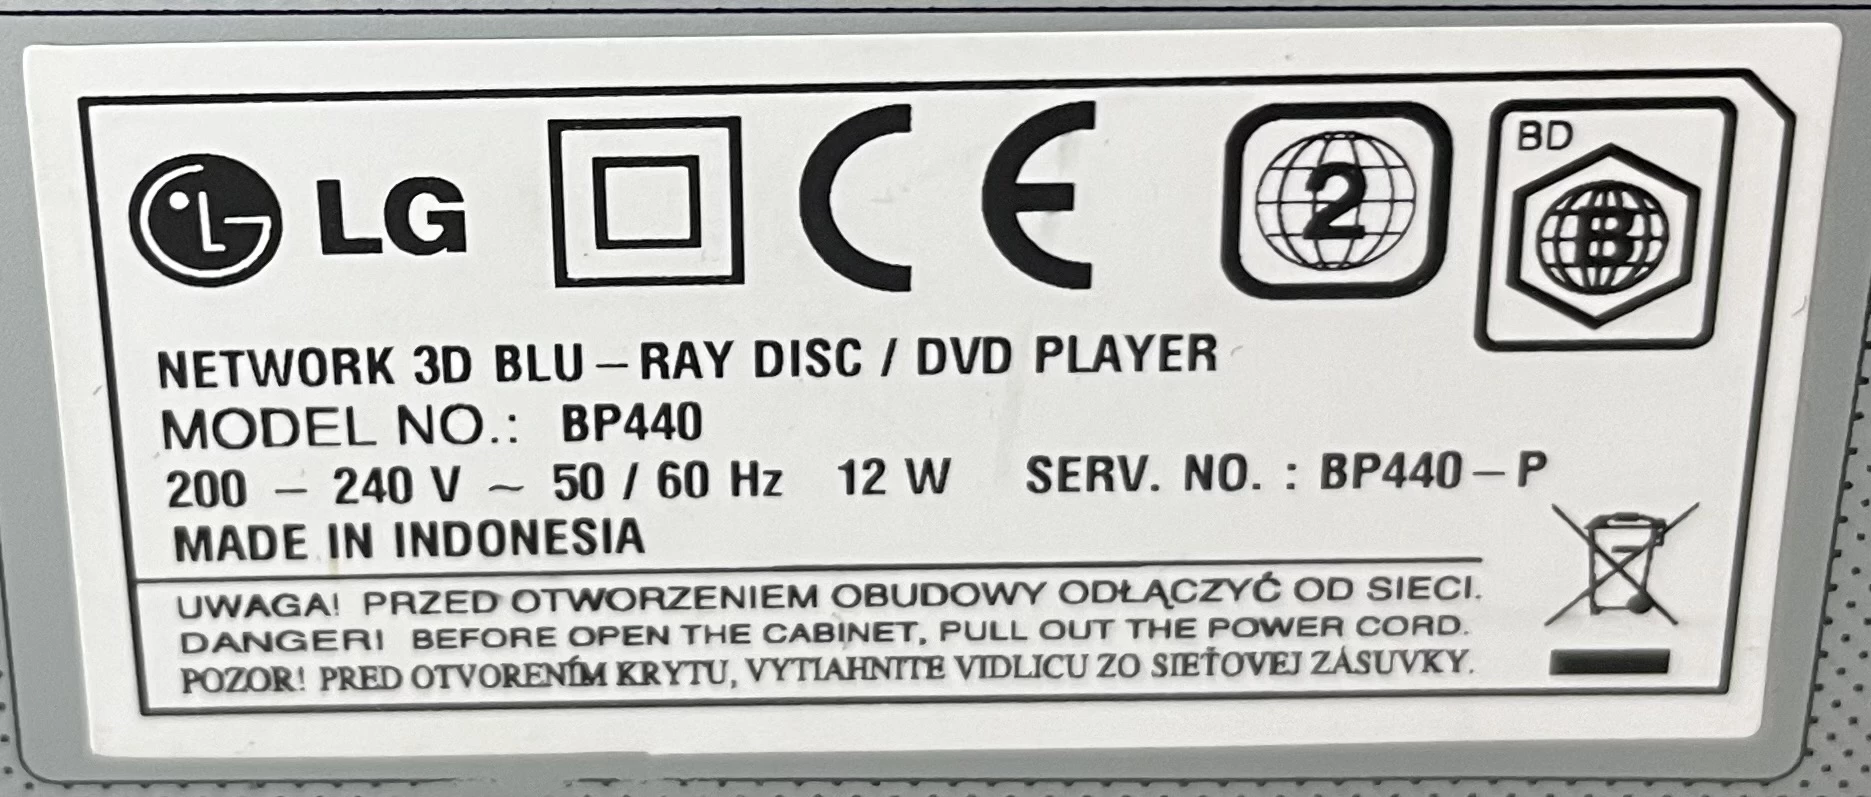 LG
CE
2
BD
B
NETWORK 3D BLU-RAY DISC / DVD PLAYER
MODEL NO.: BP440
200 - 240 V ~ 50 / 60 Hz 12 W SERV. NO. : BP440-P
MADE IN INDONESIA
UWAGA! PRZED OTWORZENIEM OBUDOWY ODŁĄCZYĆ OD SIECI.
DANGER! BEFORE OPEN THE CABINET, PULL OUT THE POWER CORD.
POZOR! PRED OTVORENÍM KRYTU, VYTIAHNITE VIDLICU ZO SIEŤOVEJ ZÁSUVKY.